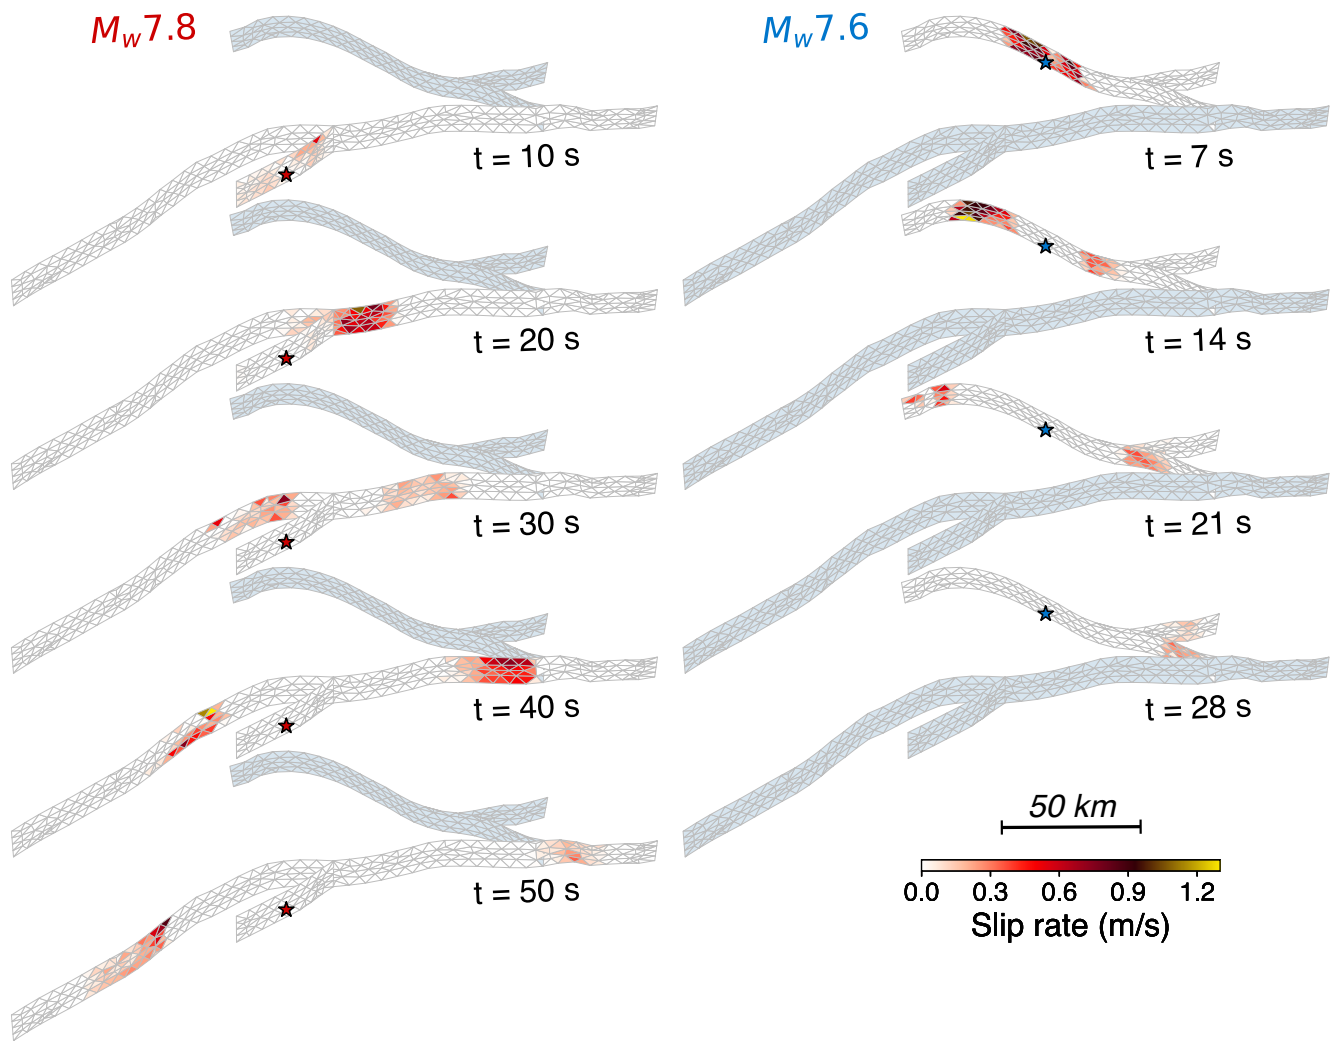 Mw7.8
t = 10 s
t = 20 s
t = 30 s
t = 40 s
t = 50 s
Mw7.6
t = 7 s
t = 14 s
t = 21 s
t = 28 s
50 km
0.0 0.3 0.6 0.9 1.2
Slip rate (m/s)